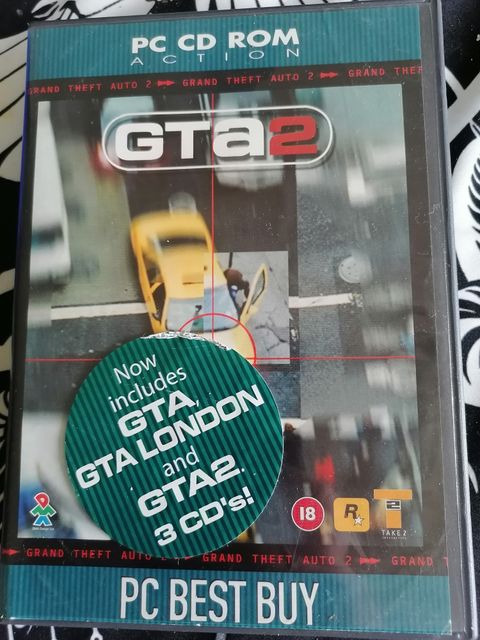 PC CD ROM
ACTION
GRAND THEFT AUTO 2 GRAND THEFT AUTO 2 GRAND THEFT
GTa2
Now
includes
GTA,
GTA LONDON
and
GTA2.
3 CD's!
18
R
2
TAKE 2
GRAND THEFT AUTO 2 GRAND THEFT AUTO 2 GRAND T
PC BEST BUY